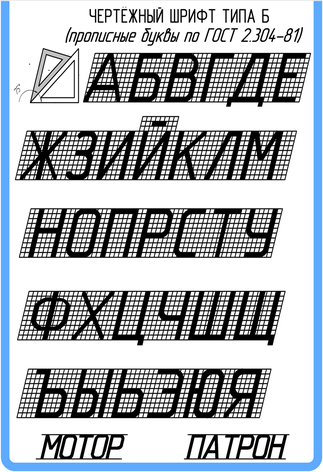 ЧЕРТЁЖНЫЙ ШРИФТ ТИПА Б
(прописные буквы по ГОСТ 2.304-81)
АБВГДЕ
ЖЗИЙКЛМ
НОПРСТУ
ФХЦЧШЩ
ЪЫЬЭЮЯ
МОТОР ПАТРОН